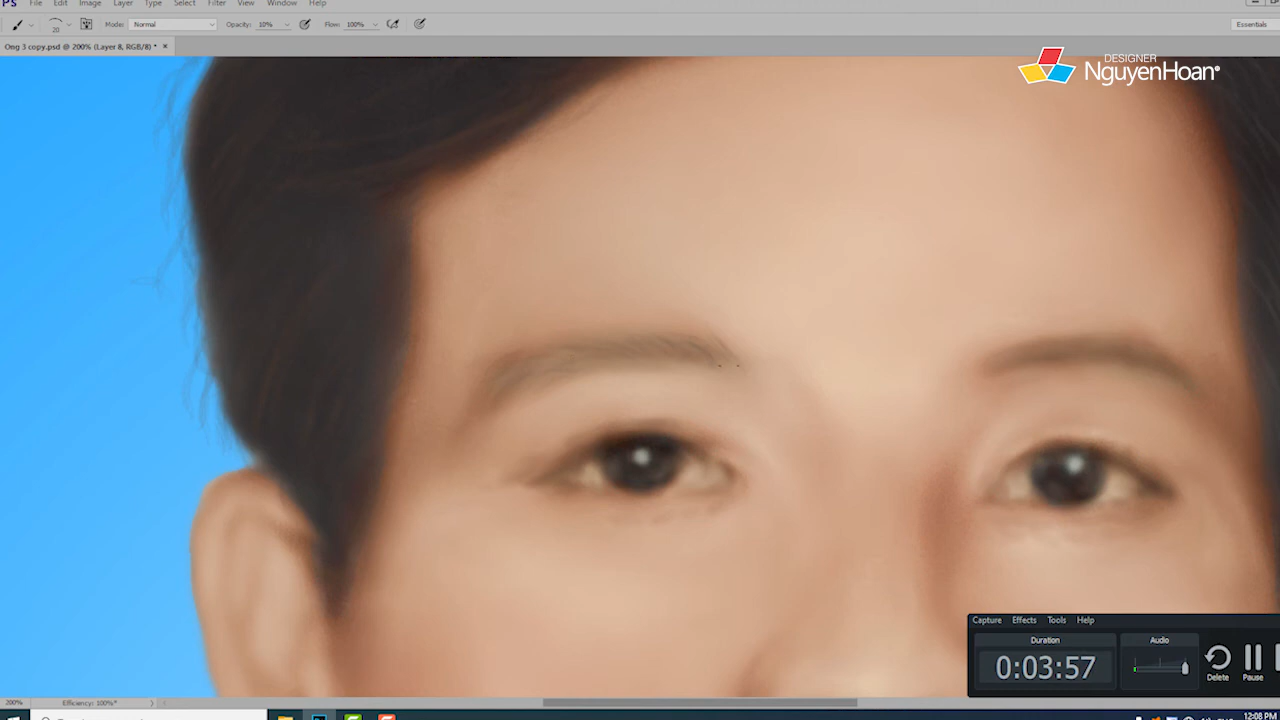 Ps File Edit Image Layer Type Select Filter View Window Help
20 Mode: Normal Opacity: 10% Flow: 100% Essentials
Ong 3 copy.psd @ 200% (Layer 8, RGB/8) * ×
DESIGNER
NguyenHoan®
Capture Effects Tools Help
Duration Audio
0:03:57
Delete Pause
200% Efficiency: 100%*
12:08 PM